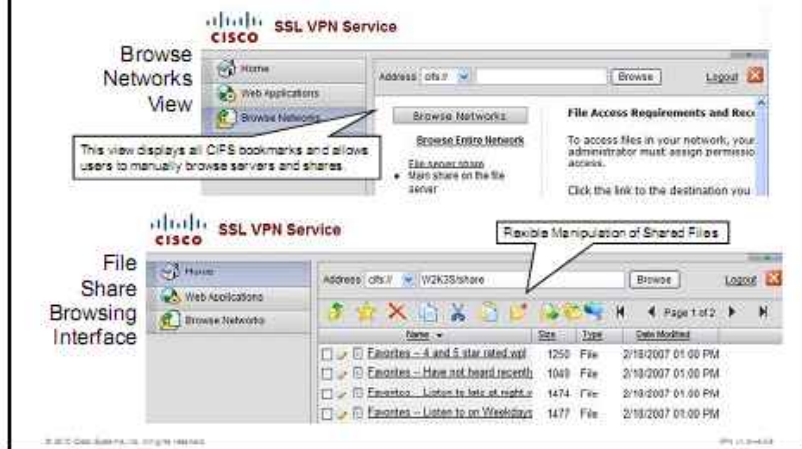 Browse
Networks
View
CISCO SSL VPN Service
Home
Web Applications
Browse Networks
Address cifs://
Browse
Logout
Browse Networks
Browse Entire Network
File server share
Main share on the file
server
File Access Requirements and
To access files in your network, your
administrator must assign
access.
Click the link to the destination you
This view displays all CIFS bookmarks and allows
users to manually browse servers and shares.
File
Share
Browsing
Interface
CISCO SSL VPN Service
Flexible Manipulation of Shared Files
Home
Web Applications
Browse Networks
Address cifs:// W2K3S/share
Browse
Logout
Page 1 of 2
Name Size Type Date Modified
Favorites -- 4 and 5 star rated.wpl 1250 File 2/18/2007 01:00 PM
Favorites -- Have not heard recently 1049 File 2/18/2007 01:00 PM
Favorites -- Listen to late at night 1474 File 2/18/2007 01:00 PM
Favorites -- Listen to on Weekdays 1477 File 2/18/2007 01:00 PM